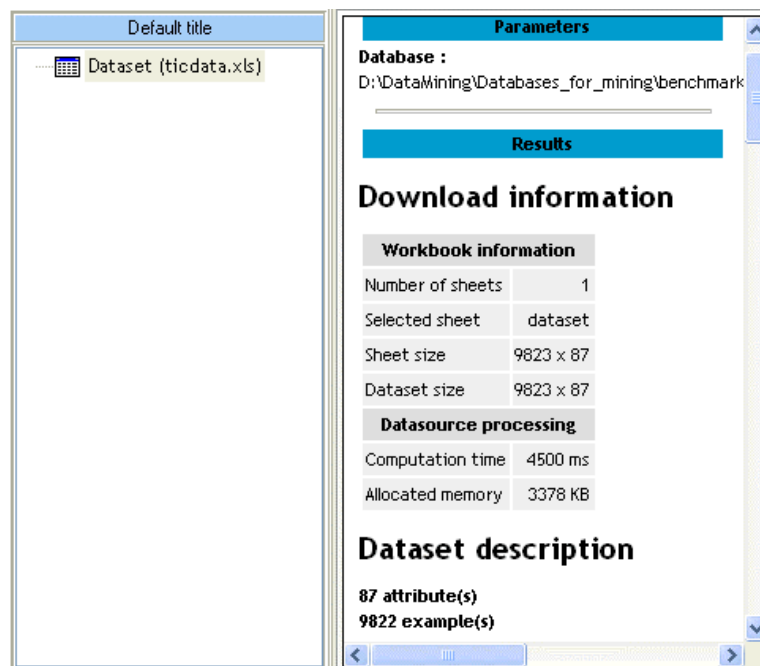 Default title
Dataset (ticdata.xls)
Parameters
Database :
D:\DataMining\Databases_for_mining\benchmark
Results
Download information
Workbook information
Number of sheets 1
Selected sheet dataset
Sheet size 9823 x 87
Dataset size 9823 x 87
Datasource processing
Computation time 4500 ms
Allocated memory 3378 KB
Dataset description
87 attribute(s)
9822 example(s)